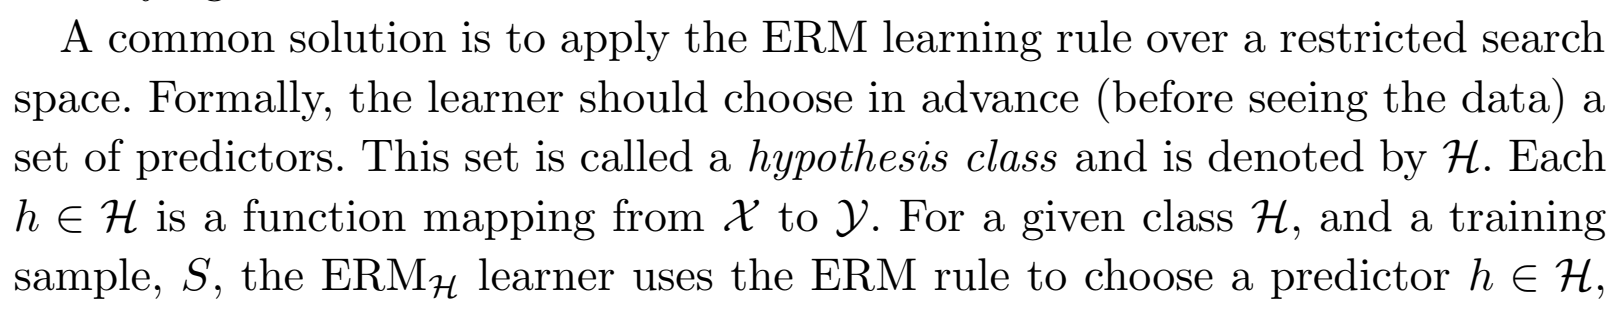 A common solution is to apply the ERM learning rule over a restricted search
space. Formally, the learner should choose in advance (before seeing the data) a
set of predictors. This set is called a hypothesis class and is denoted by ℋ. Each
h ∈ ℋ is a function mapping from 𝒳 to 𝒴. For a given class ℋ, and a training
sample, S, the ERM_ℋ learner uses the ERM rule to choose a predictor h ∈ ℋ,